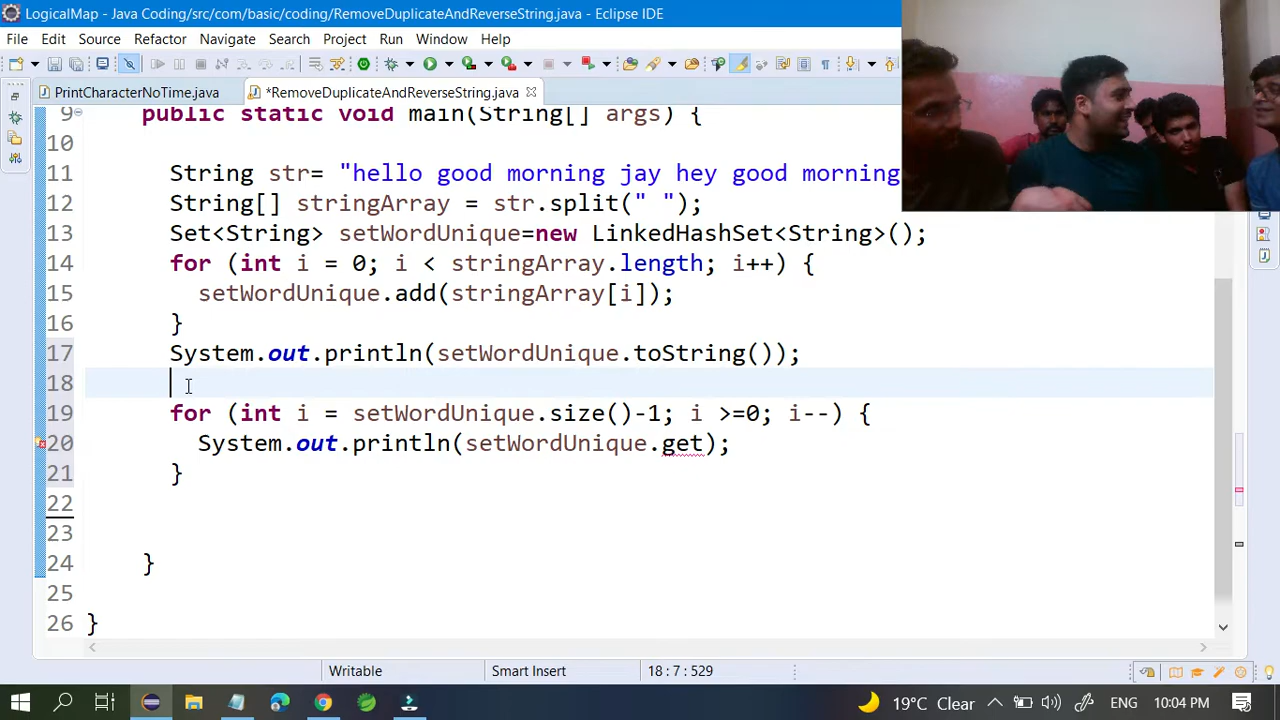 LogicalMap - Java Coding/src/com/basic/coding/RemoveDuplicateAndReverseString.java - Eclipse IDE
File Edit Source Refactor Navigate Search Project Run Window Help
PrintCharacterNoTime.java *RemoveDuplicateAndReverseString.java
9 public static void main(String[] args) {
10
11 String str= "hello good morning jay hey good morning
12 String[] stringArray = str.split(" ");
13 Set<String> setWordUnique=new LinkedHashSet<String>();
14 for (int i = 0; i < stringArray.length; i++) {
15 setWordUnique.add(stringArray[i]);
16 }
17 System.out.println(setWordUnique.toString());
18
19 for (int i = setWordUnique.size()-1; i >=0; i--) {
20 System.out.println(setWordUnique.get);
21 }
22
23
24 }
25
26 }
Writable Smart Insert 18 : 7 : 529
19°C Clear ENG 10:04 PM